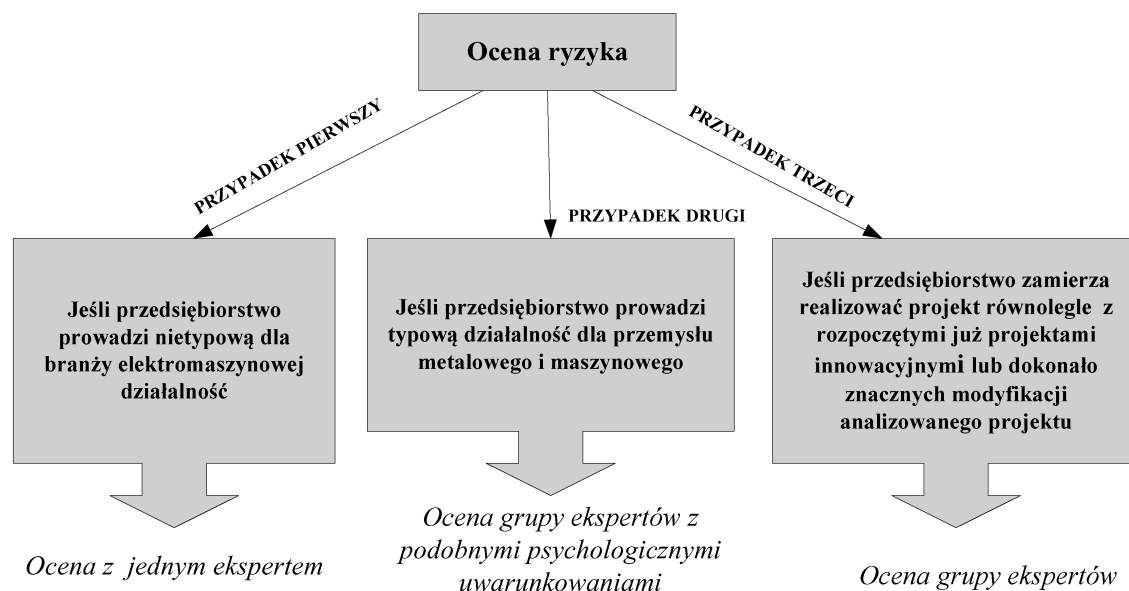 Ocena ryzyka
PRZYPADEK PIERWSZY
Jeśli przedsiębiorstwo
prowadzi nietypową dla
branży elektromaszynowej
działalność
Ocena z jednym ekspertem
PRZYPADEK DRUGI
Jeśli przedsiębiorstwo prowadzi
typową działalność dla przemysłu
metalowego i maszynowego
Ocena grupy ekspertów z
podobnymi psychologicznymi
uwarunkowaniami
PRZYPADEK TRZECI
Jeśli przedsiębiorstwo zamierza
realizować projekt równolegle z
rozpoczętymi już projektami
innowacyjnymi lub dokonało
znacznych modyfikacji
analizowanego projektu
Ocena grupy ekspertów